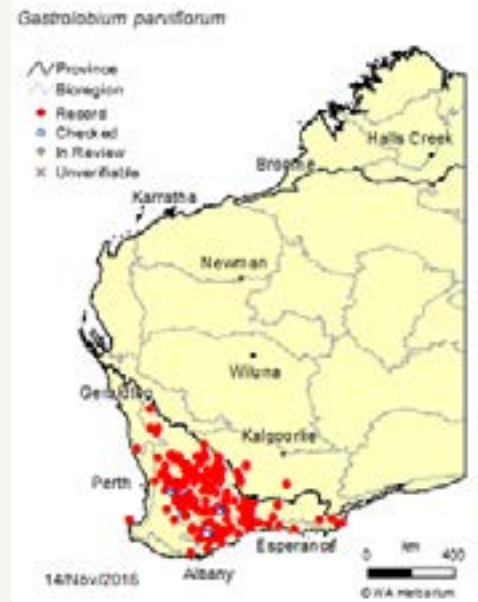 Gastrolobium parviflorum
Province
Bioregion
Record
Checked
In Review
Unverifiable
Halls Creek
Broome
Karratha
Newman
Wiluna
Geraldton
Kalgoorlie
Perth
Esperance
0 km 400
14/Nov/2016
Albany
© WA Herbarium